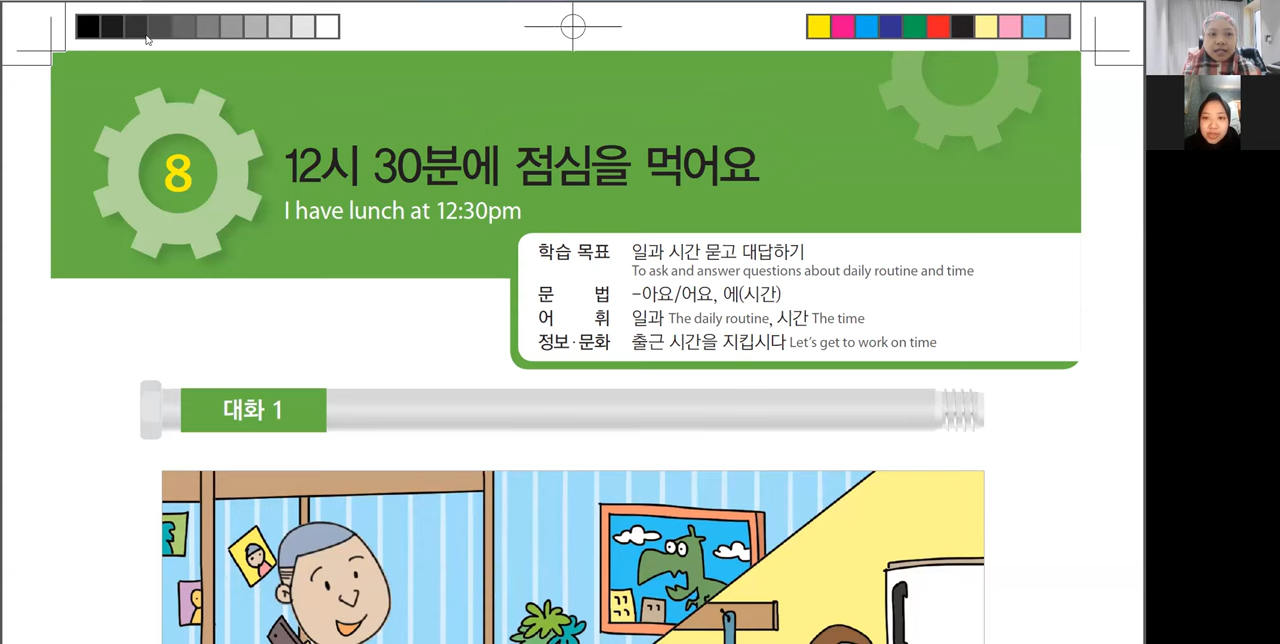 8
12시 30분에 점심을 먹어요
I have lunch at 12:30pm
학습 목표 일과 시간 묻고 대답하기
To ask and answer questions about daily routine and time
문 법 –아요/어요, 에(시간)
어 휘 일과 The daily routine, 시간 The time
정보·문화 출근 시간을 지킵시다 Let's get to work on time
대화 1